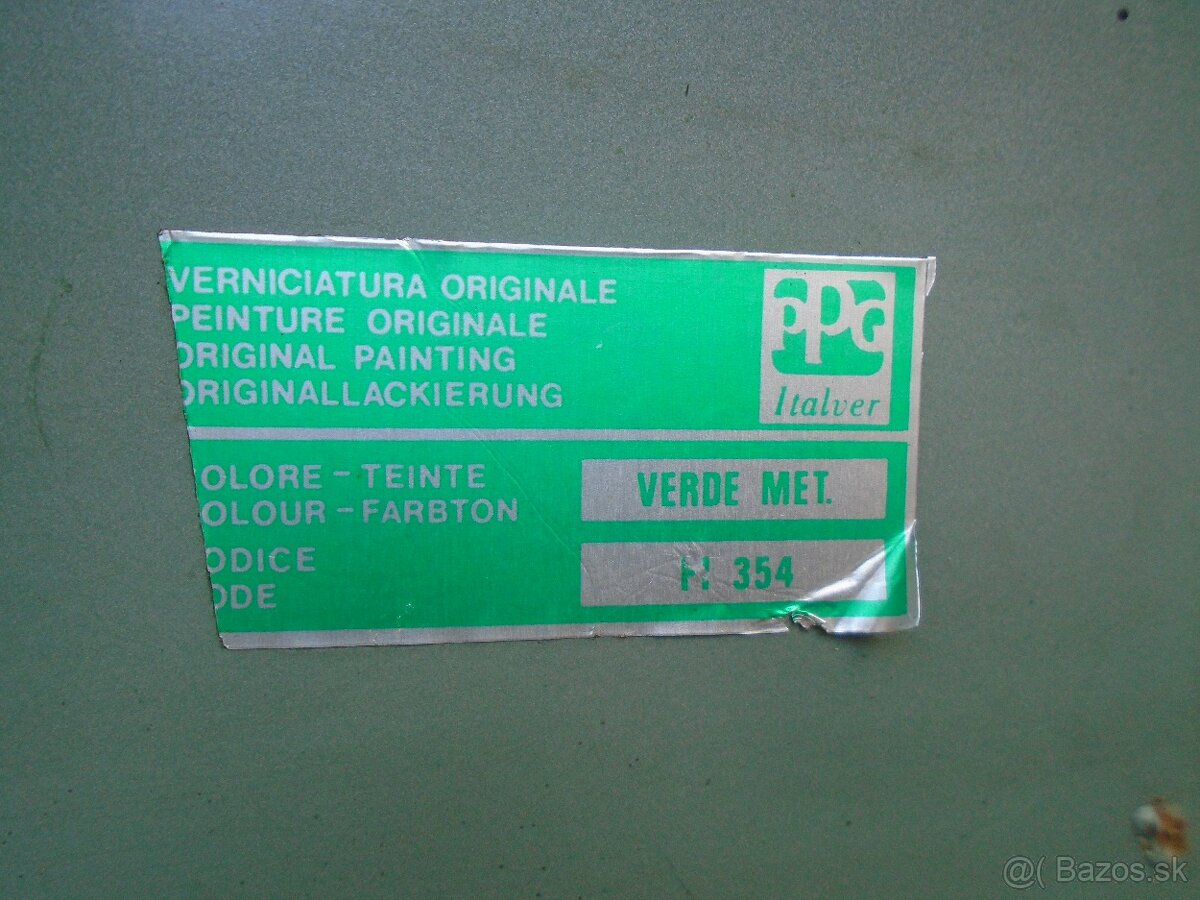 VERNICIATURA ORIGINALE
PEINTURE ORIGINALE
ORIGINAL PAINTING
ORIGINALLACKIERUNG
PPG
Italver
OLORE - TEINTE
OLOUR - FARBTON
VERDE MET.
ODICE
ODE
FI 354
@( Bazos.sk